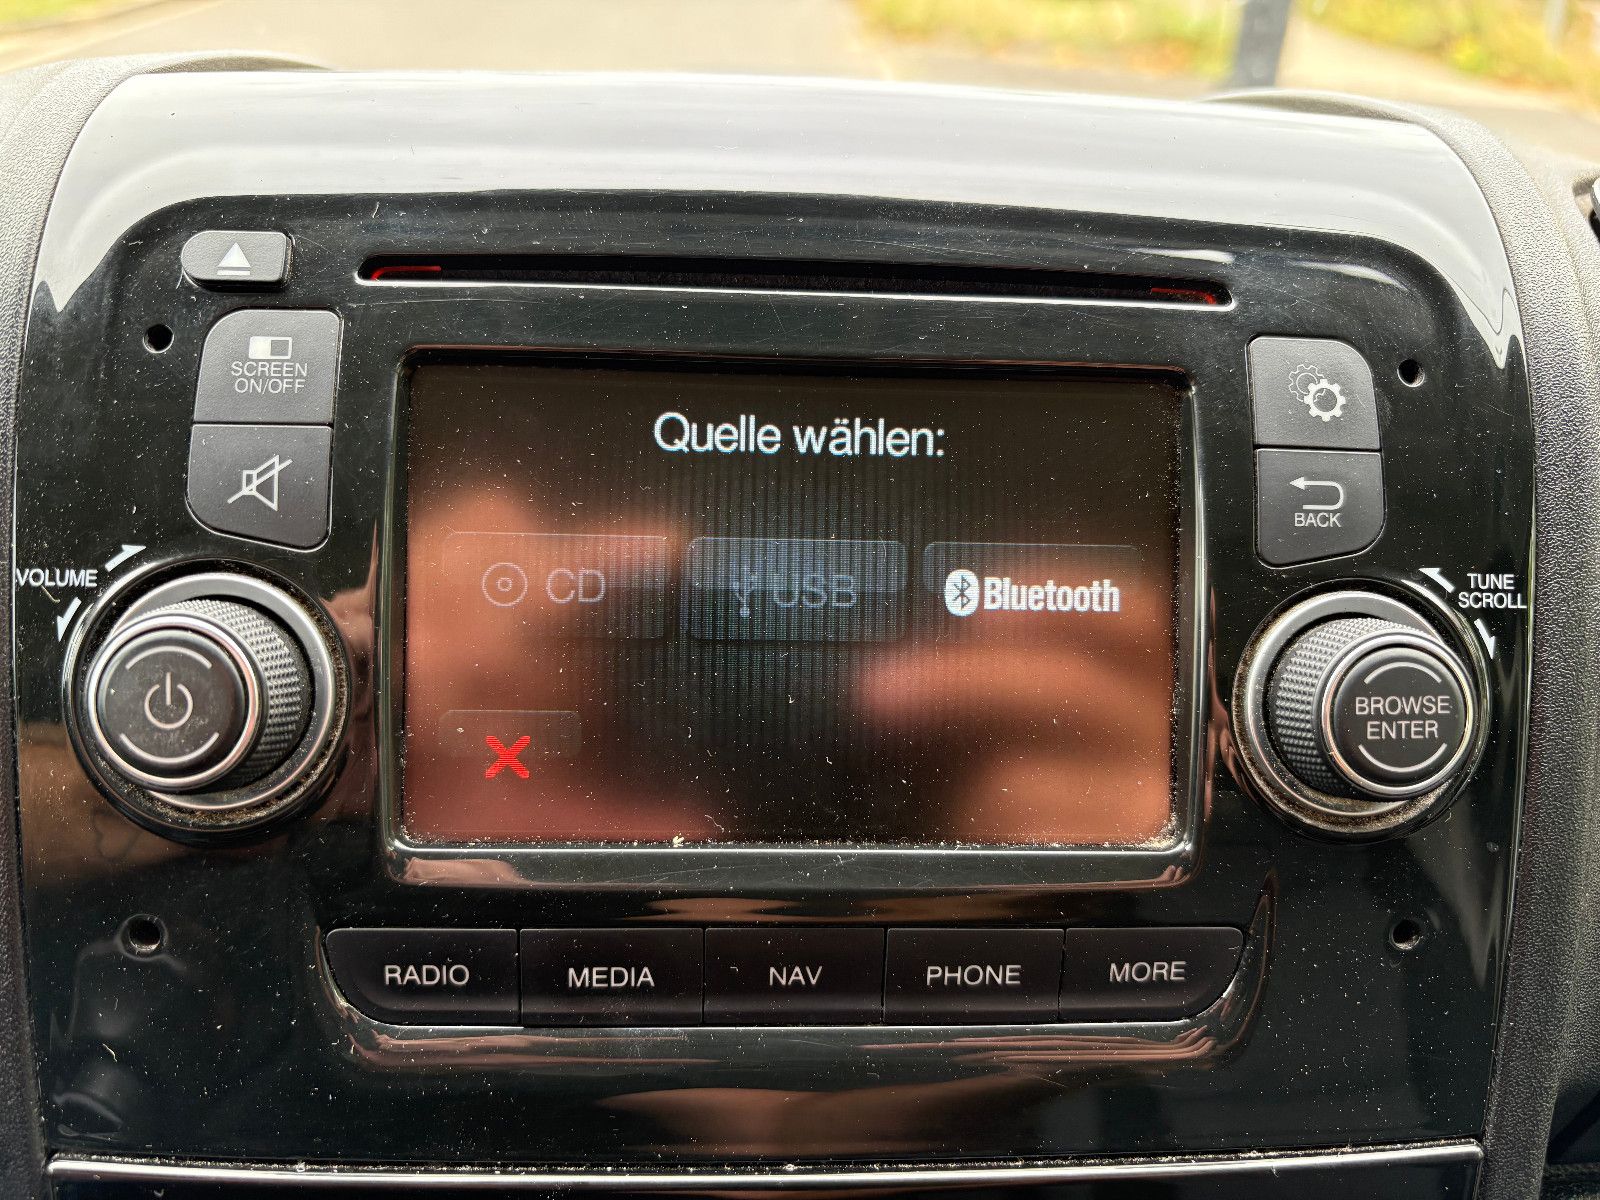 SCREEN
ON/OFF
VOLUME
Quelle wählen:
CD
USB
Bluetooth
BACK
TUNE
SCROLL
BROWSE
ENTER
RADIO
MEDIA
NAV
PHONE
MORE